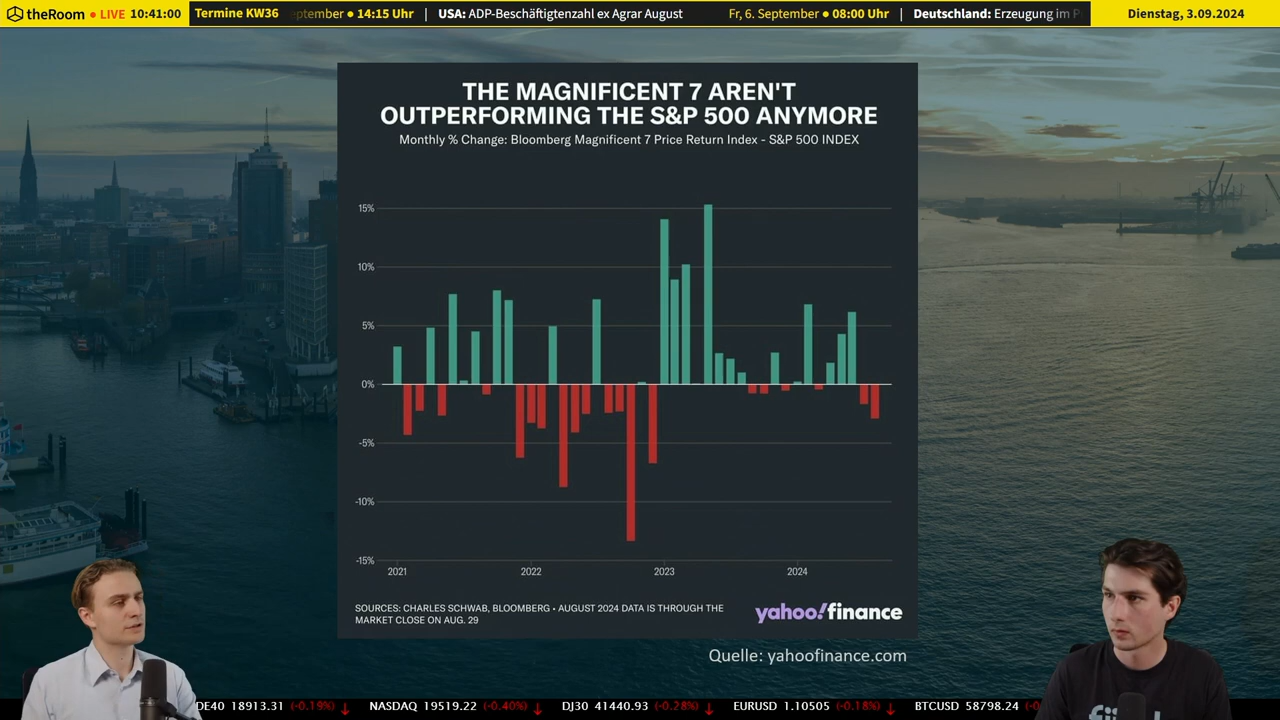 theRoom • LIVE 10:41:00 Termine KW36 eptember • 14:15 Uhr | USA: ADP-Beschäftigtenzahl ex Agrar August Fr, 6. September • 08:00 Uhr | Deutschland: Erzeugung im P Dienstag, 3.09.2024
THE MAGNIFICENT 7 AREN'T
OUTPERFORMING THE S&P 500 ANYMORE
Monthly % Change: Bloomberg Magnificent 7 Price Return Index - S&P 500 INDEX
15%
10%
5%
0%
-5%
-10%
-15%
2021 2022 2023 2024
SOURCES: CHARLES SCHWAB, BLOOMBERG • AUGUST 2024 DATA IS THROUGH THE
MARKET CLOSE ON AUG. 29
yahoo!finance
Quelle: yahoofinance.com
DE40 18913.31 (-0.19%) ↓ NASDAQ 19519.22 (-0.40%) ↓ DJ30 41440.93 (-0.28%) ↓ EURUSD 1.10505 (-0.18%) ↓ BTCUSD 58798.24 (-0